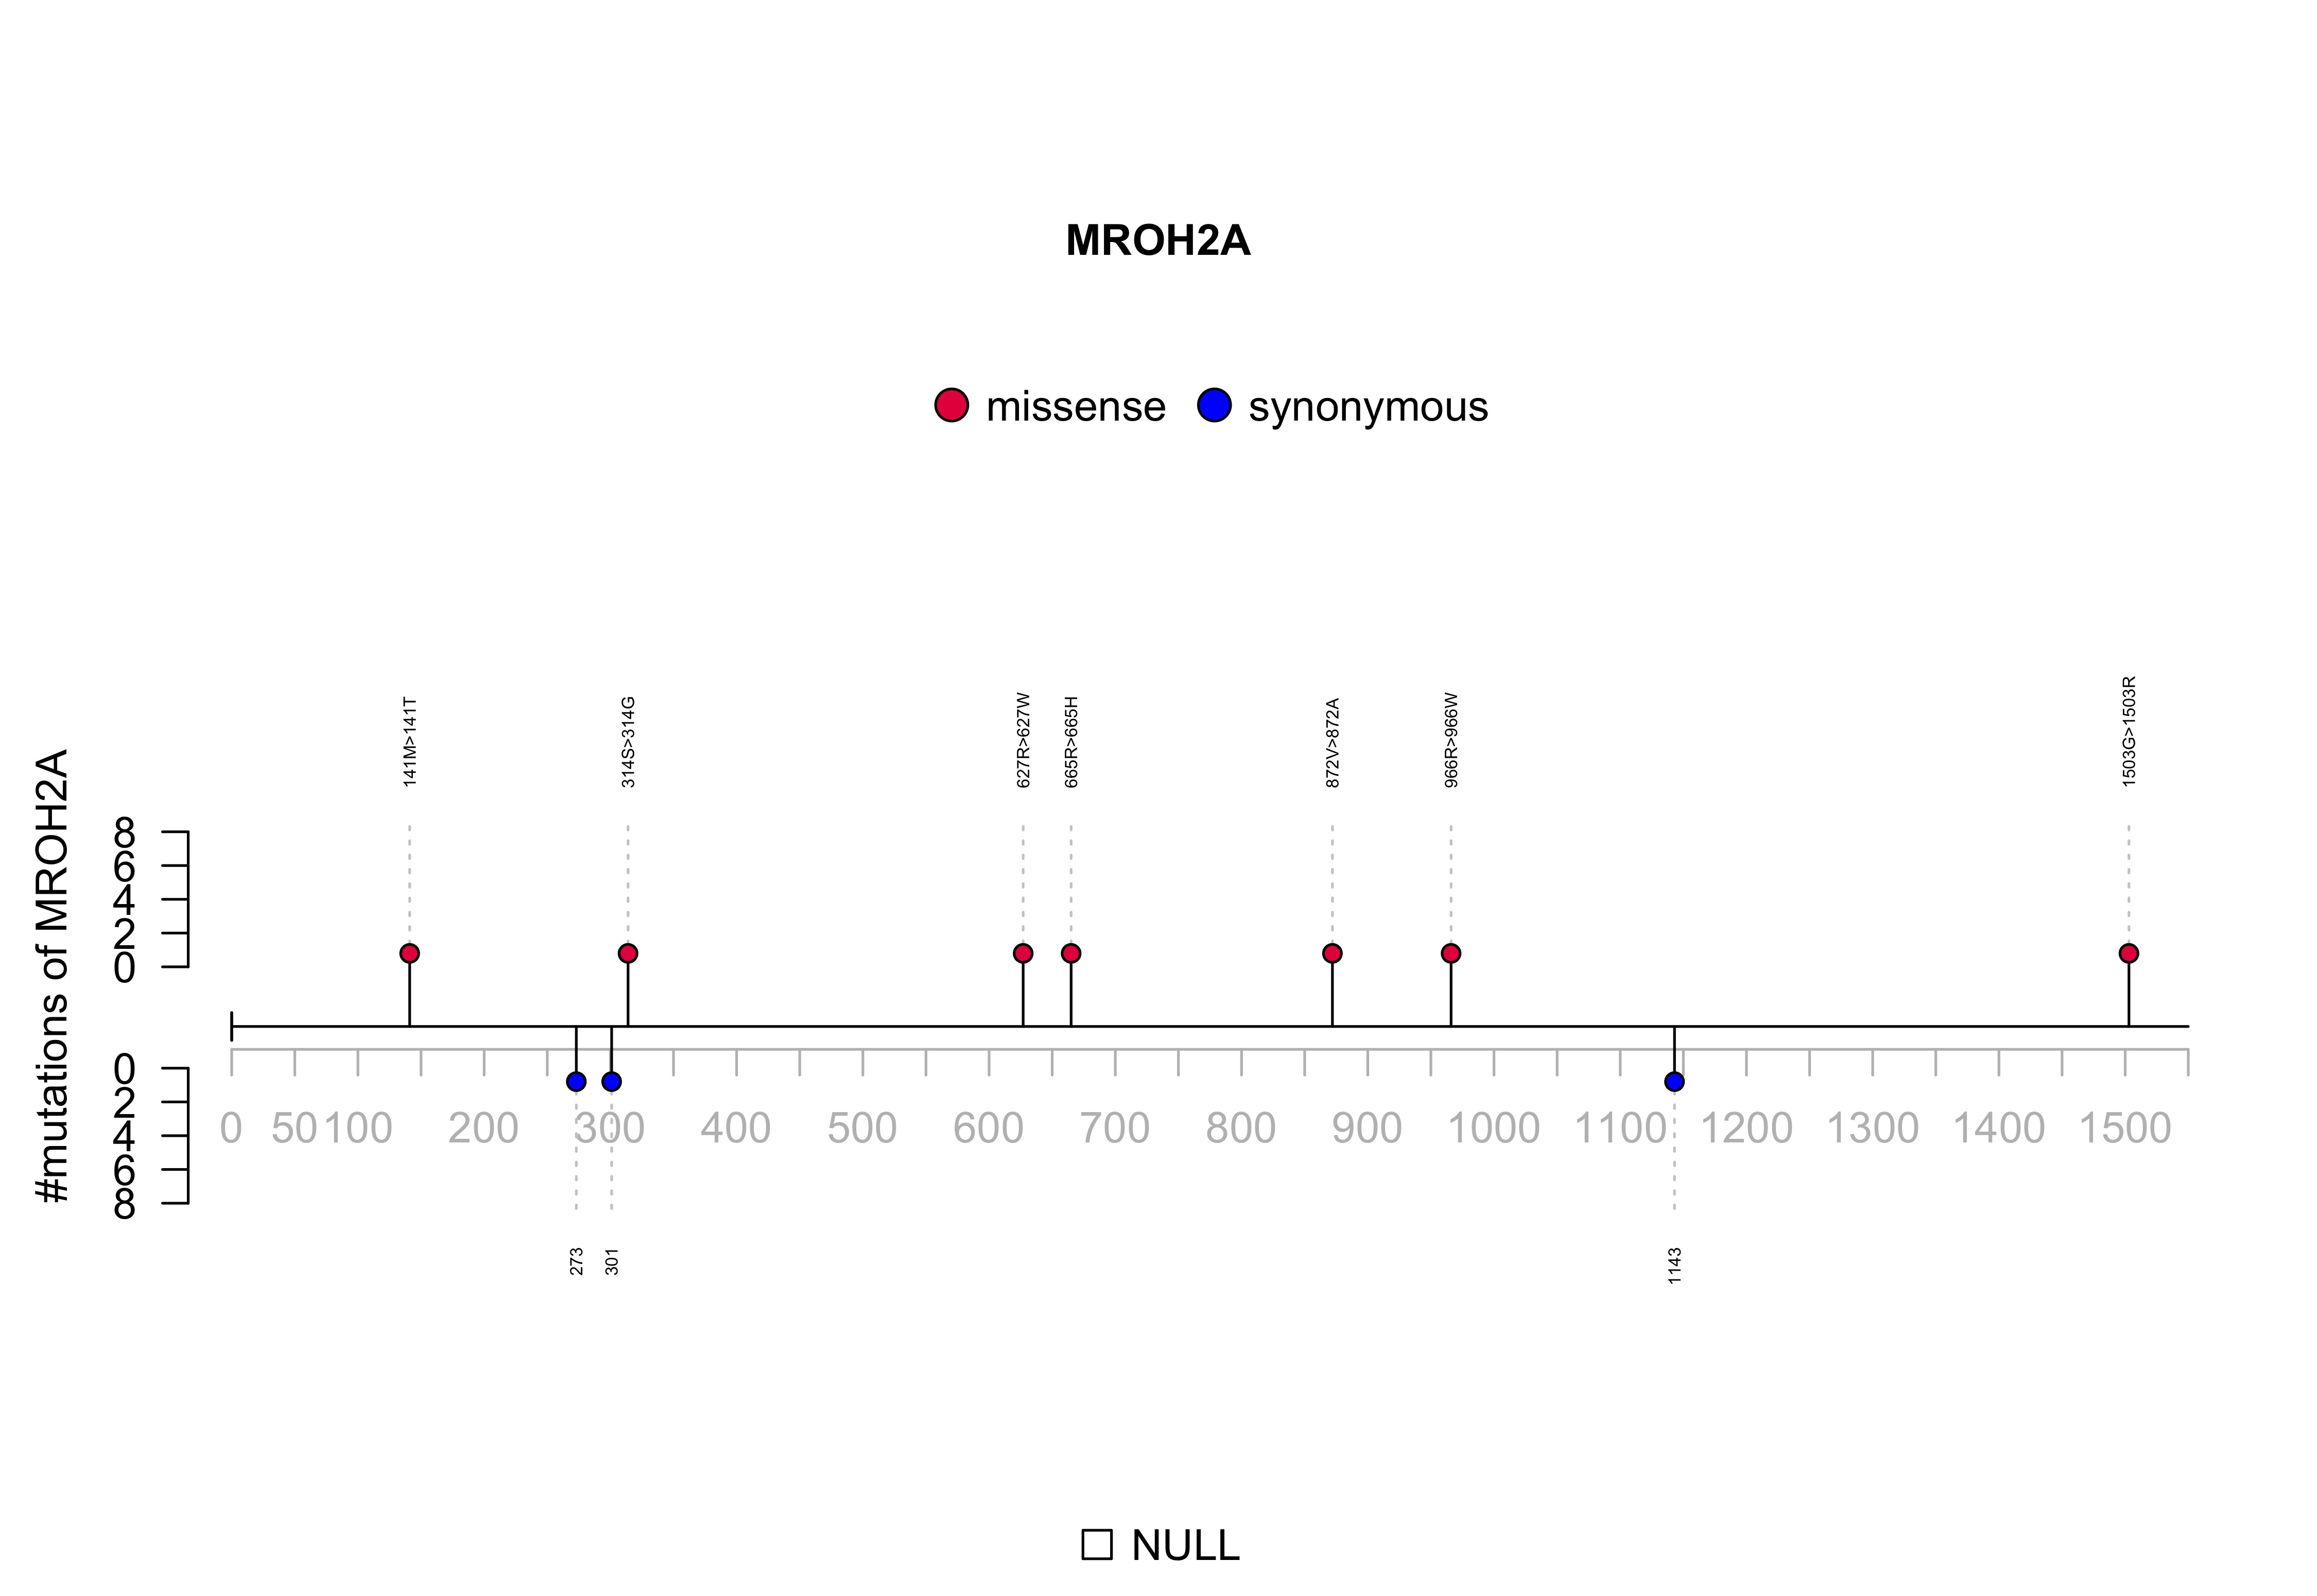 MROH2A
missense synonymous
141M>141T
314S>314G
627R>627W
665R>665H
872V>872A
966R>966W
1503G>1503R
#mutations of MROH2A
8
6
4
2
0
0
2
4
6
8
0 50 100 200 300 400 500 600 700 800 900 1000 1100 1200 1300 1400 1500
273
301
1143
NULL